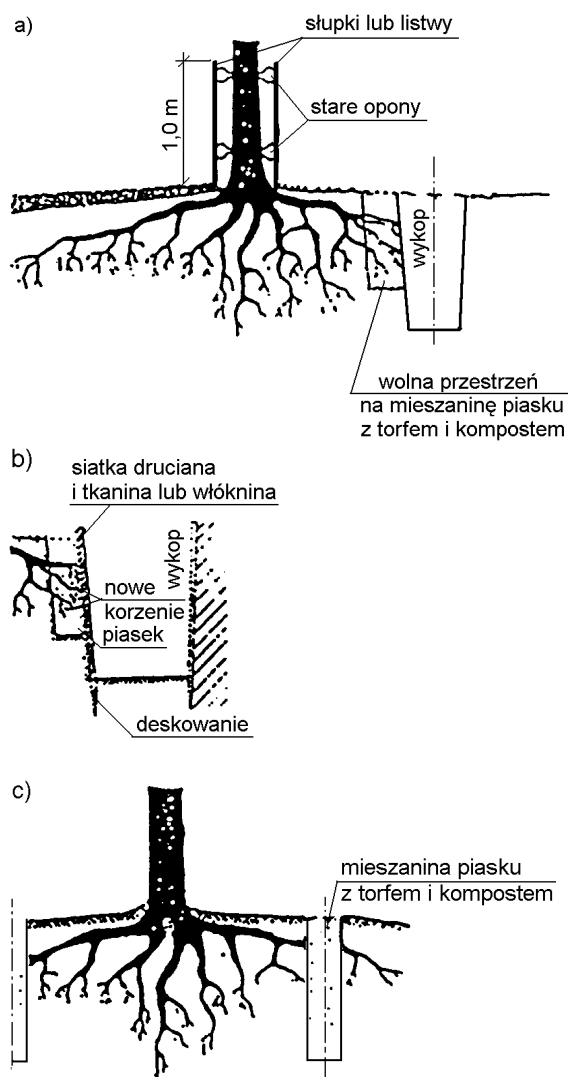 a)
słupki lub listwy
stare opony
1,0 m
wykop
wolna przestrzeń
na mieszaninę piasku
z torfem i kompostem
b)
siatka druciana
i tkanina lub włóknina
wykop
nowe
korzenie
piasek
deskowanie
c)
mieszanina piasku
z torfem i kompostem